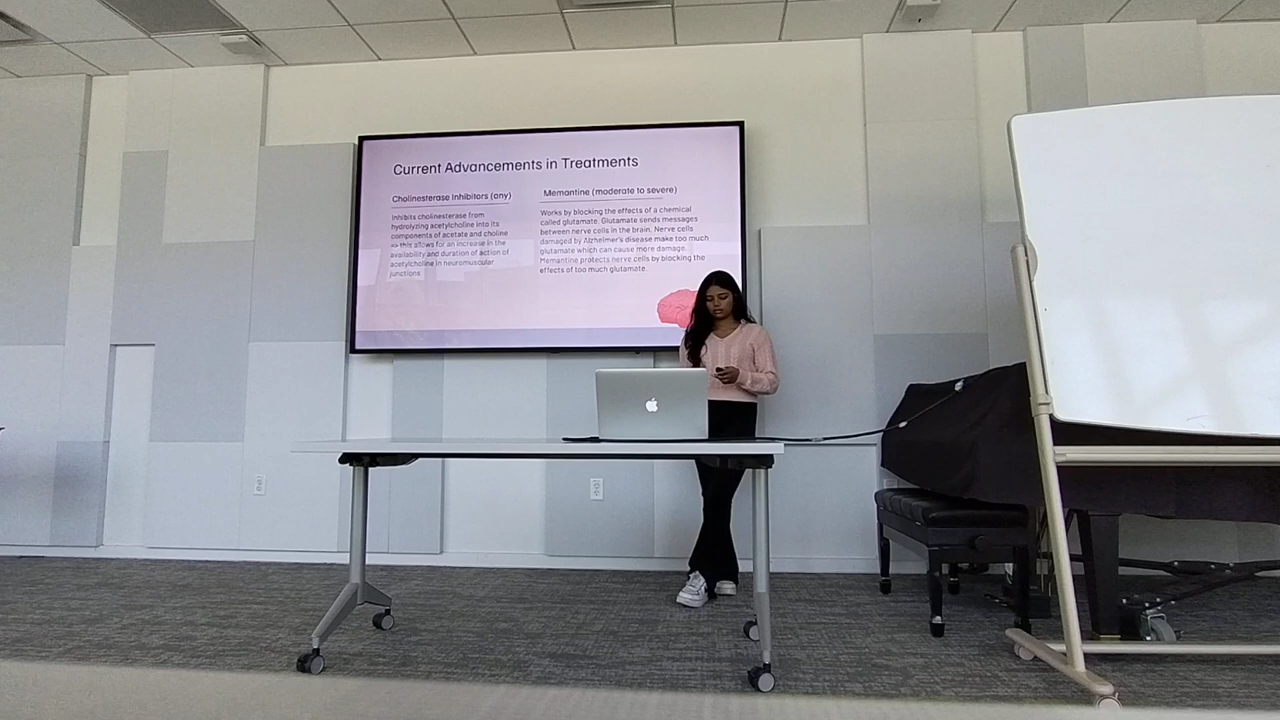 Current Advancements in Treatments
Cholinesterase Inhibitors (any)
Inhibits cholinesterase from
hydrolyzing acetylcholine into its
components of acetate and choline
=> this allows for an increase in the
availability and duration of action of
acetylcholine in neuromuscular
junctions
Memantine (moderate to severe)
Works by blocking the effects of a chemical
called glutamate. Glutamate sends messages
between nerve cells in the brain. Nerve cells
damaged by Alzheimer's disease make too much
glutamate which can cause more damage.
Memantine protects nerve cells by blocking the
effects of too much glutamate.